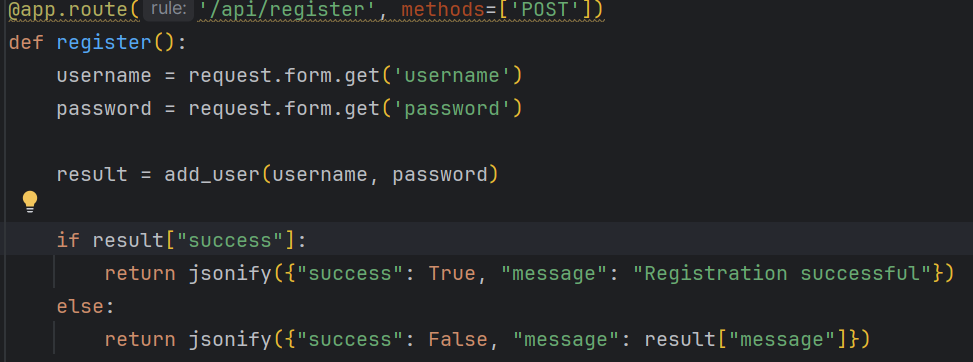 @app.route( rule: '/api/register', methods=['POST'])
def register():
    username = request.form.get('username')
    password = request.form.get('password')
    result = add_user(username, password)
    if result["success"]:
        return jsonify({"success": True, "message": "Registration successful"})
    else:
        return jsonify({"success": False, "message": result["message"]})